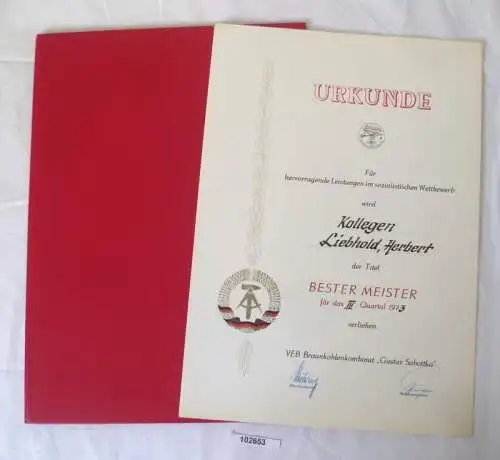 URKUNDE
Für
hervorragende Leistungen im sozialistischen Wettbewerb
wird
Kollegen
Liebhold, Herbert
der Titel
BESTER MEISTER
für das III Quartal 1973
verliehen
VEB Braunkohlenkombinat „Gustav Sobottka"
102653